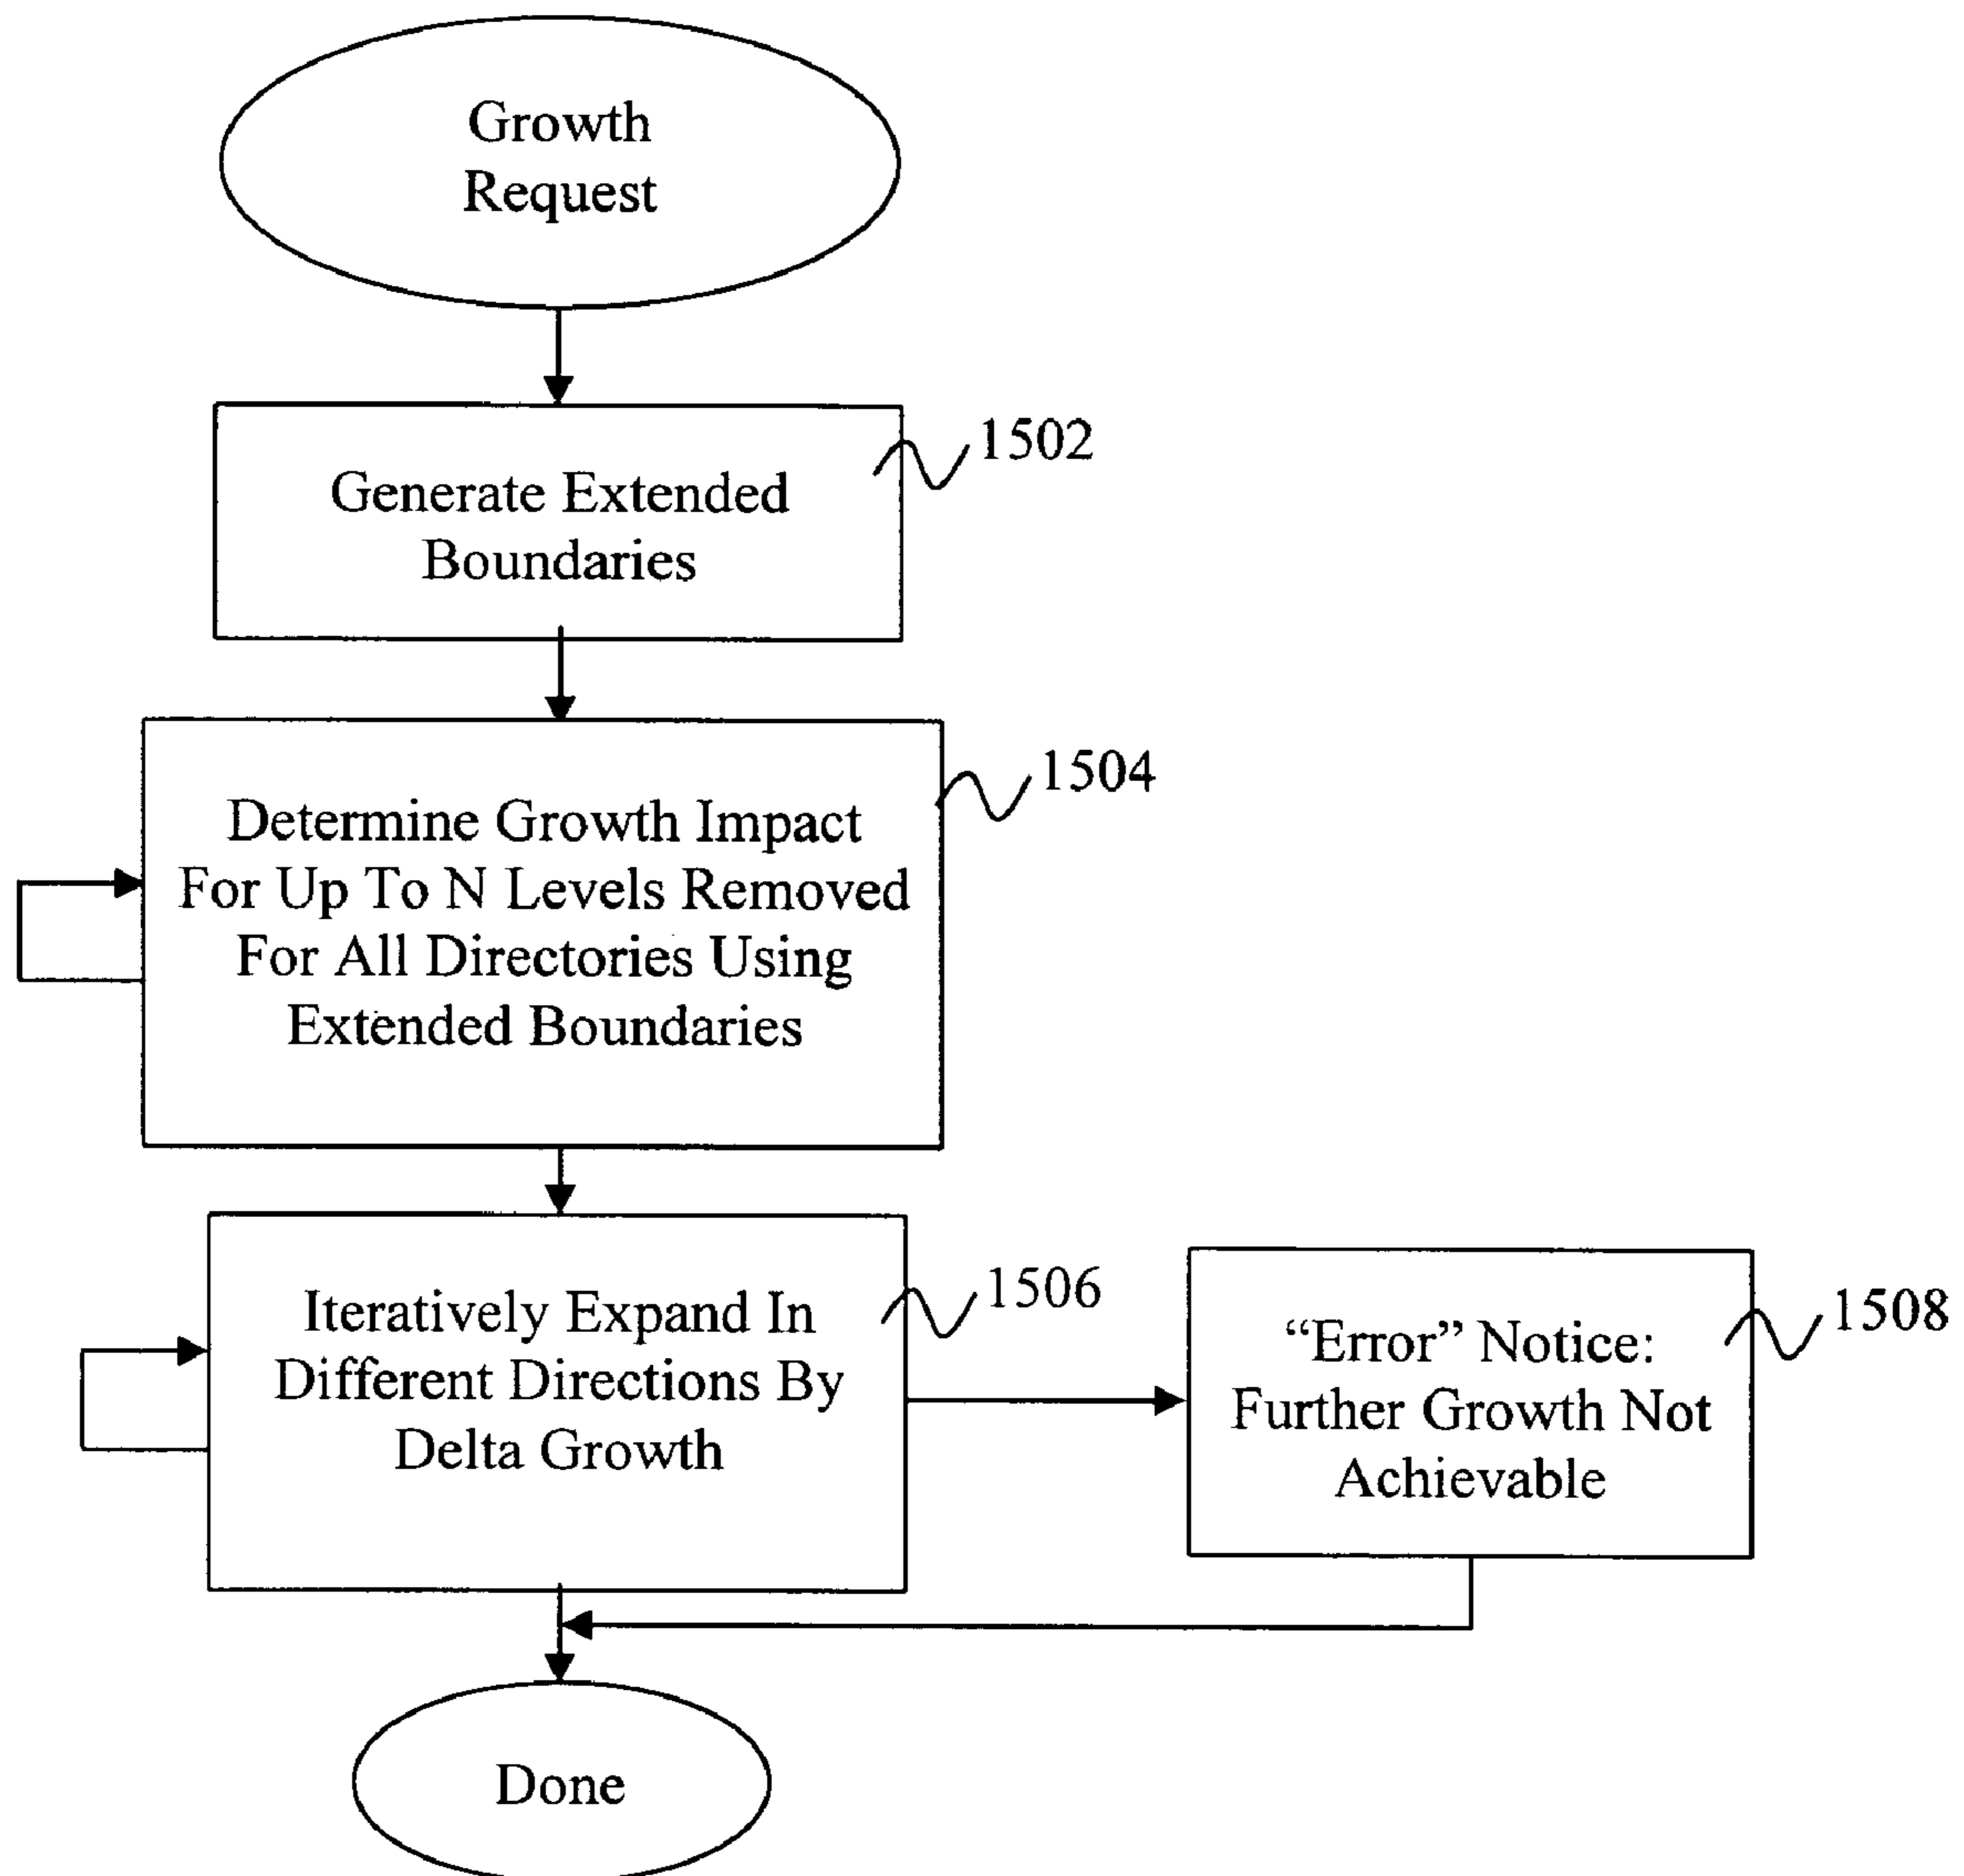 Growth
Request
1502
Generate Extended
Boundaries
1504
Determine Growth Impact
For Up To N Levels Removed
For All Directories Using
Extended Boundaries
1506
Iteratively Expand In
Different Directions By
Delta Growth
1508
“Error” Notice:
Further Growth Not
Achievable
Done